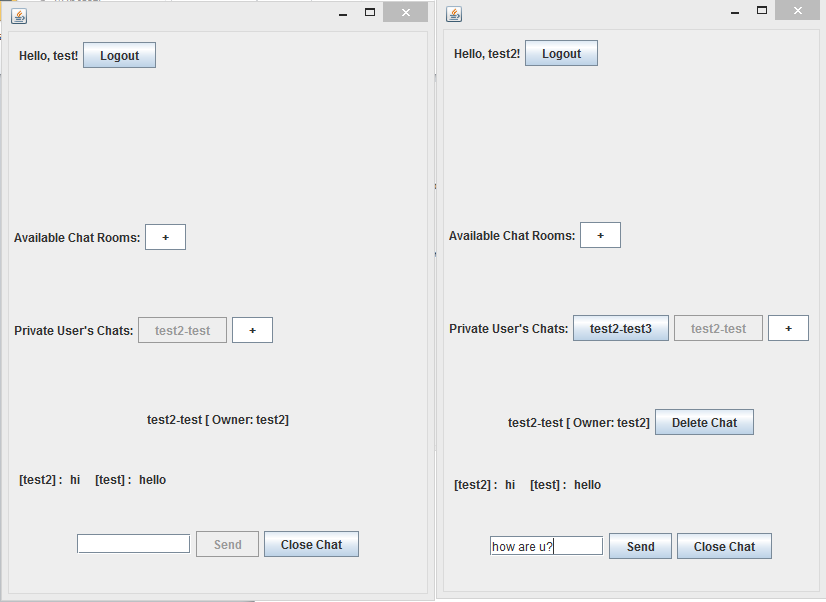 Hello, test! Logout
Available Chat Rooms: +
Private User's Chats: test2-test +
test2-test [ Owner: test2]
[test2] : hi [test] : hello
Send Close Chat
Hello, test2! Logout
Available Chat Rooms: +
Private User's Chats: test2-test3 test2-test +
test2-test [ Owner: test2] Delete Chat
[test2] : hi [test] : hello
how are u? Send Close Chat